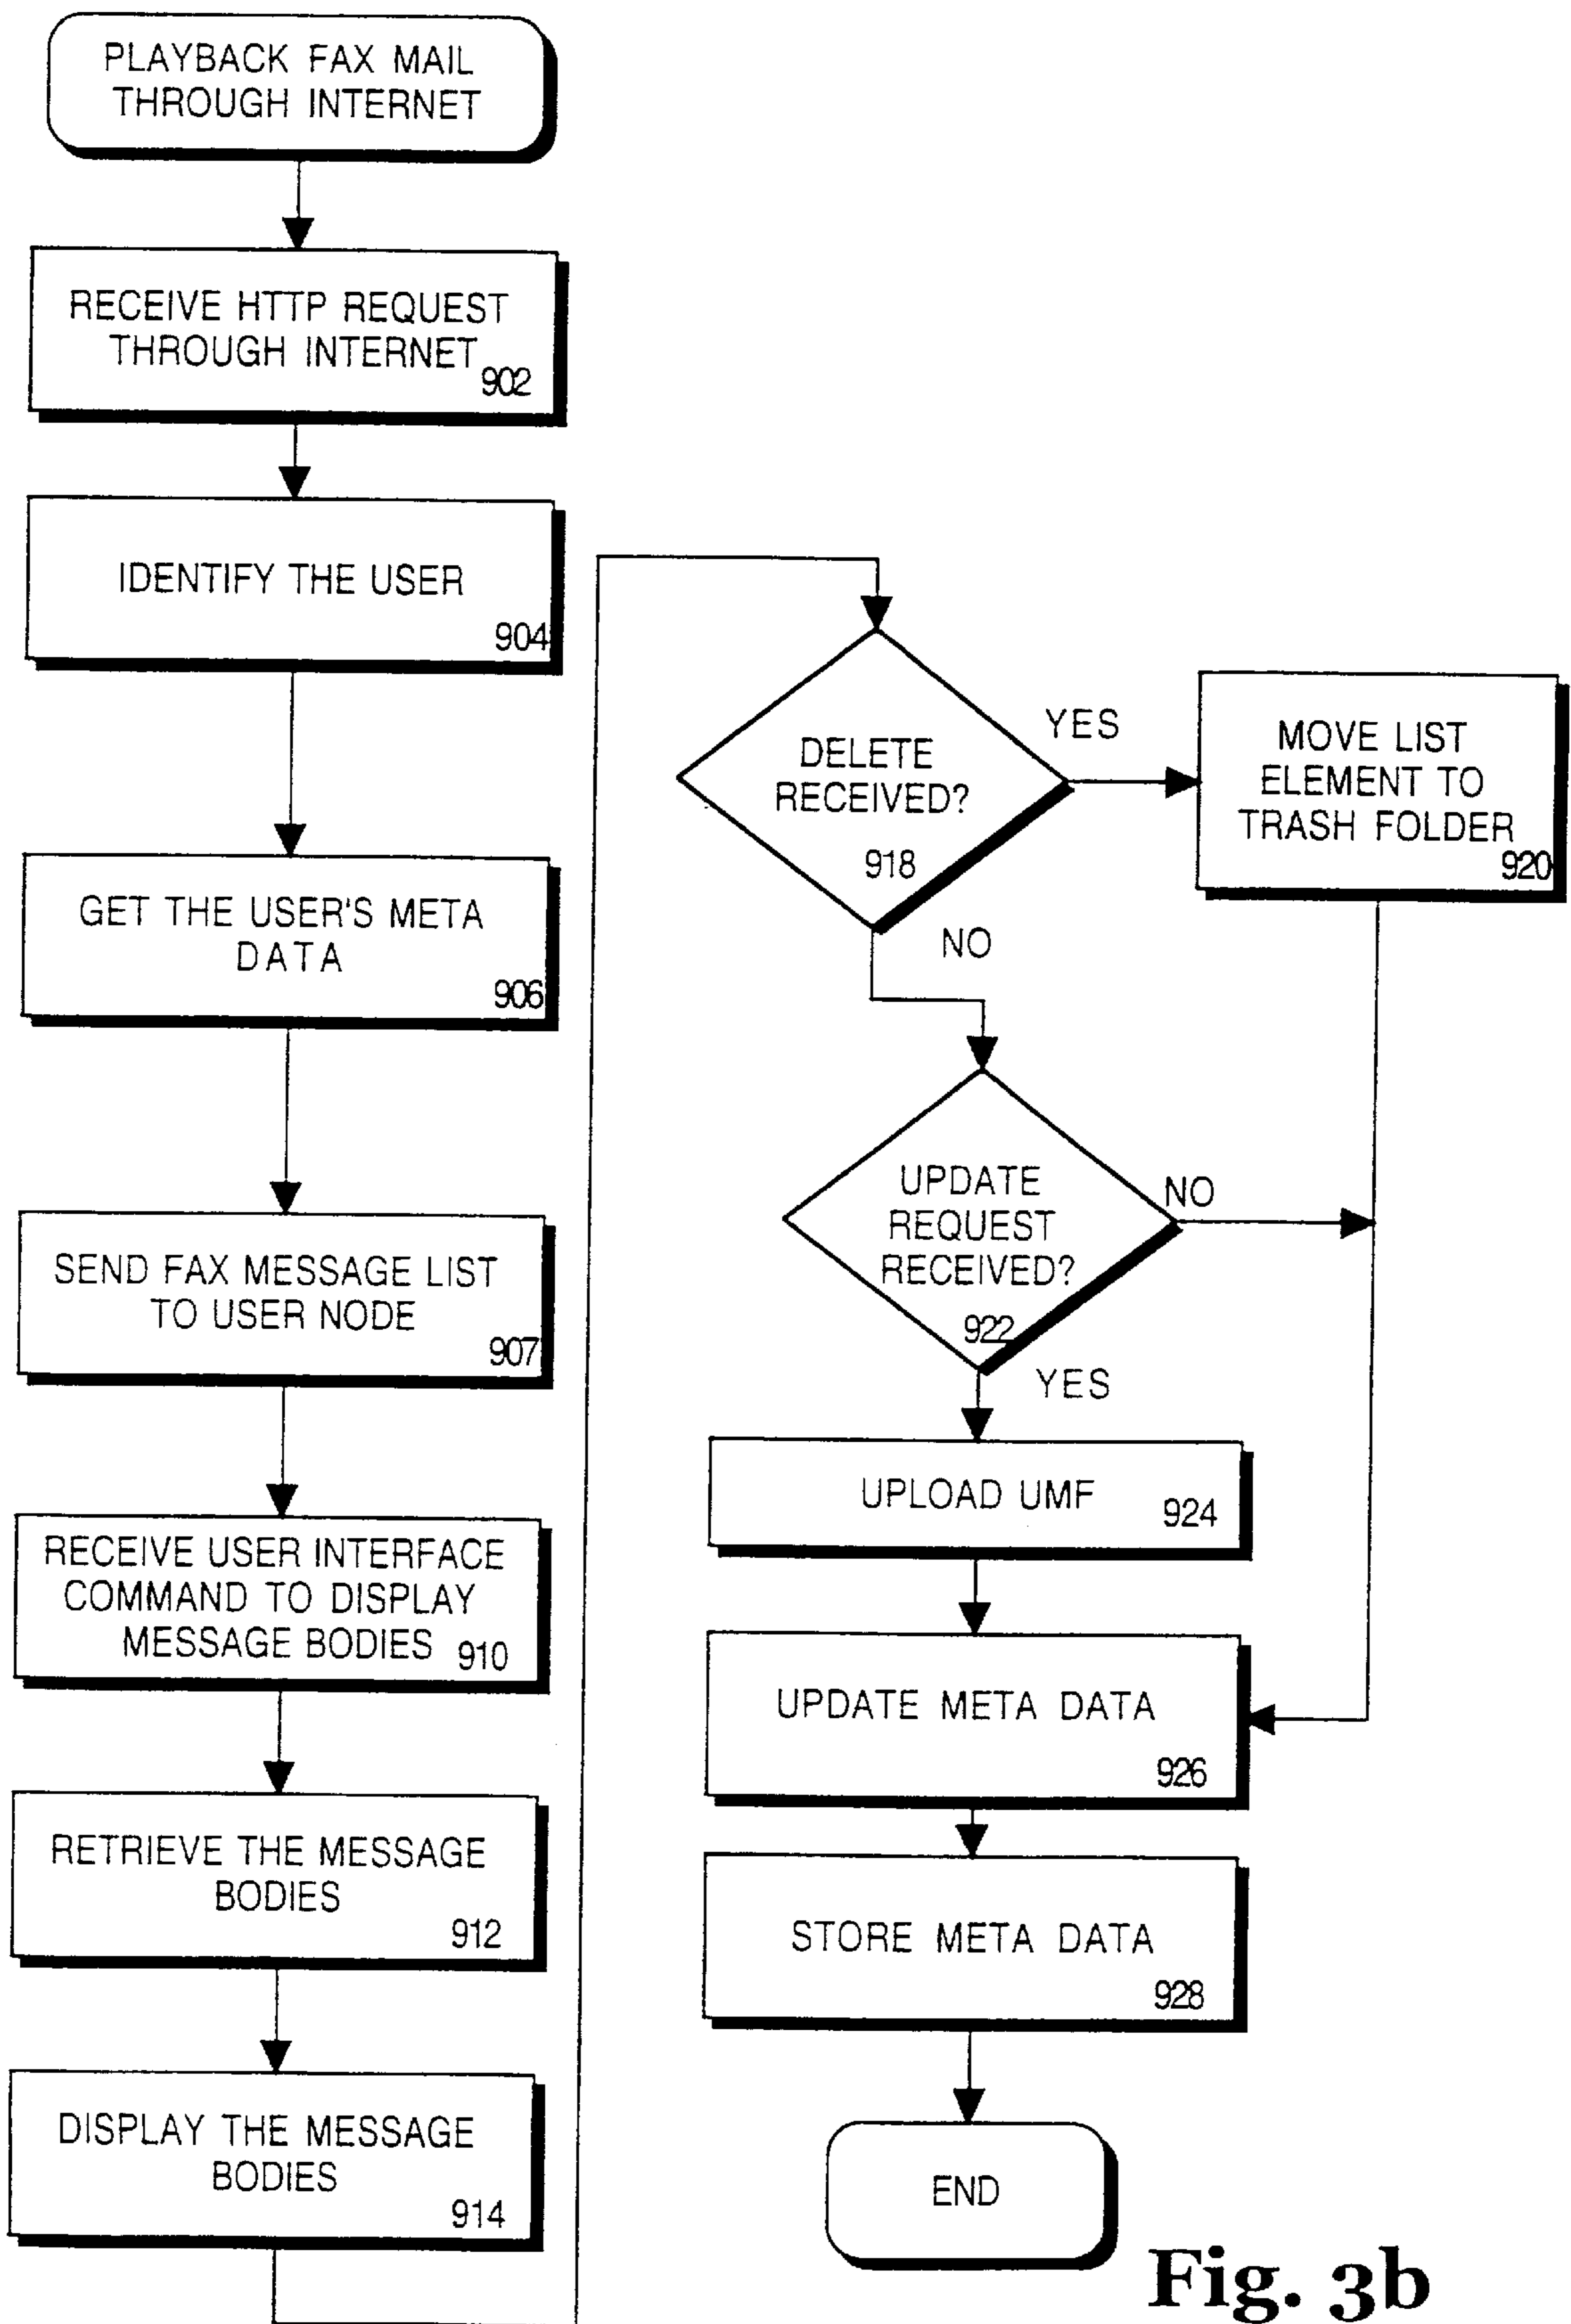 PLAYBACK FAX MAIL
THROUGH INTERNET
RECEIVE HTTP REQUEST
THROUGH INTERNET
902
IDENTIFY THE USER
904
GET THE USER'S META
DATA
906
SEND FAX MESSAGE LIST
TO USER NODE
907
RECEIVE USER INTERFACE
COMMAND TO DISPLAY
MESSAGE BODIES 910
RETRIEVE THE MESSAGE
BODIES
912
DISPLAY THE MESSAGE
BODIES
914
DELETE
RECEIVED?
918
YES
NO
MOVE LIST
ELEMENT TO
TRASH FOLDER
920
UPDATE
REQUEST
RECEIVED?
922
NO
YES
UPLOAD UMF 924
UPDATE META DATA
926
STORE META DATA
928
END
Fig. 3b